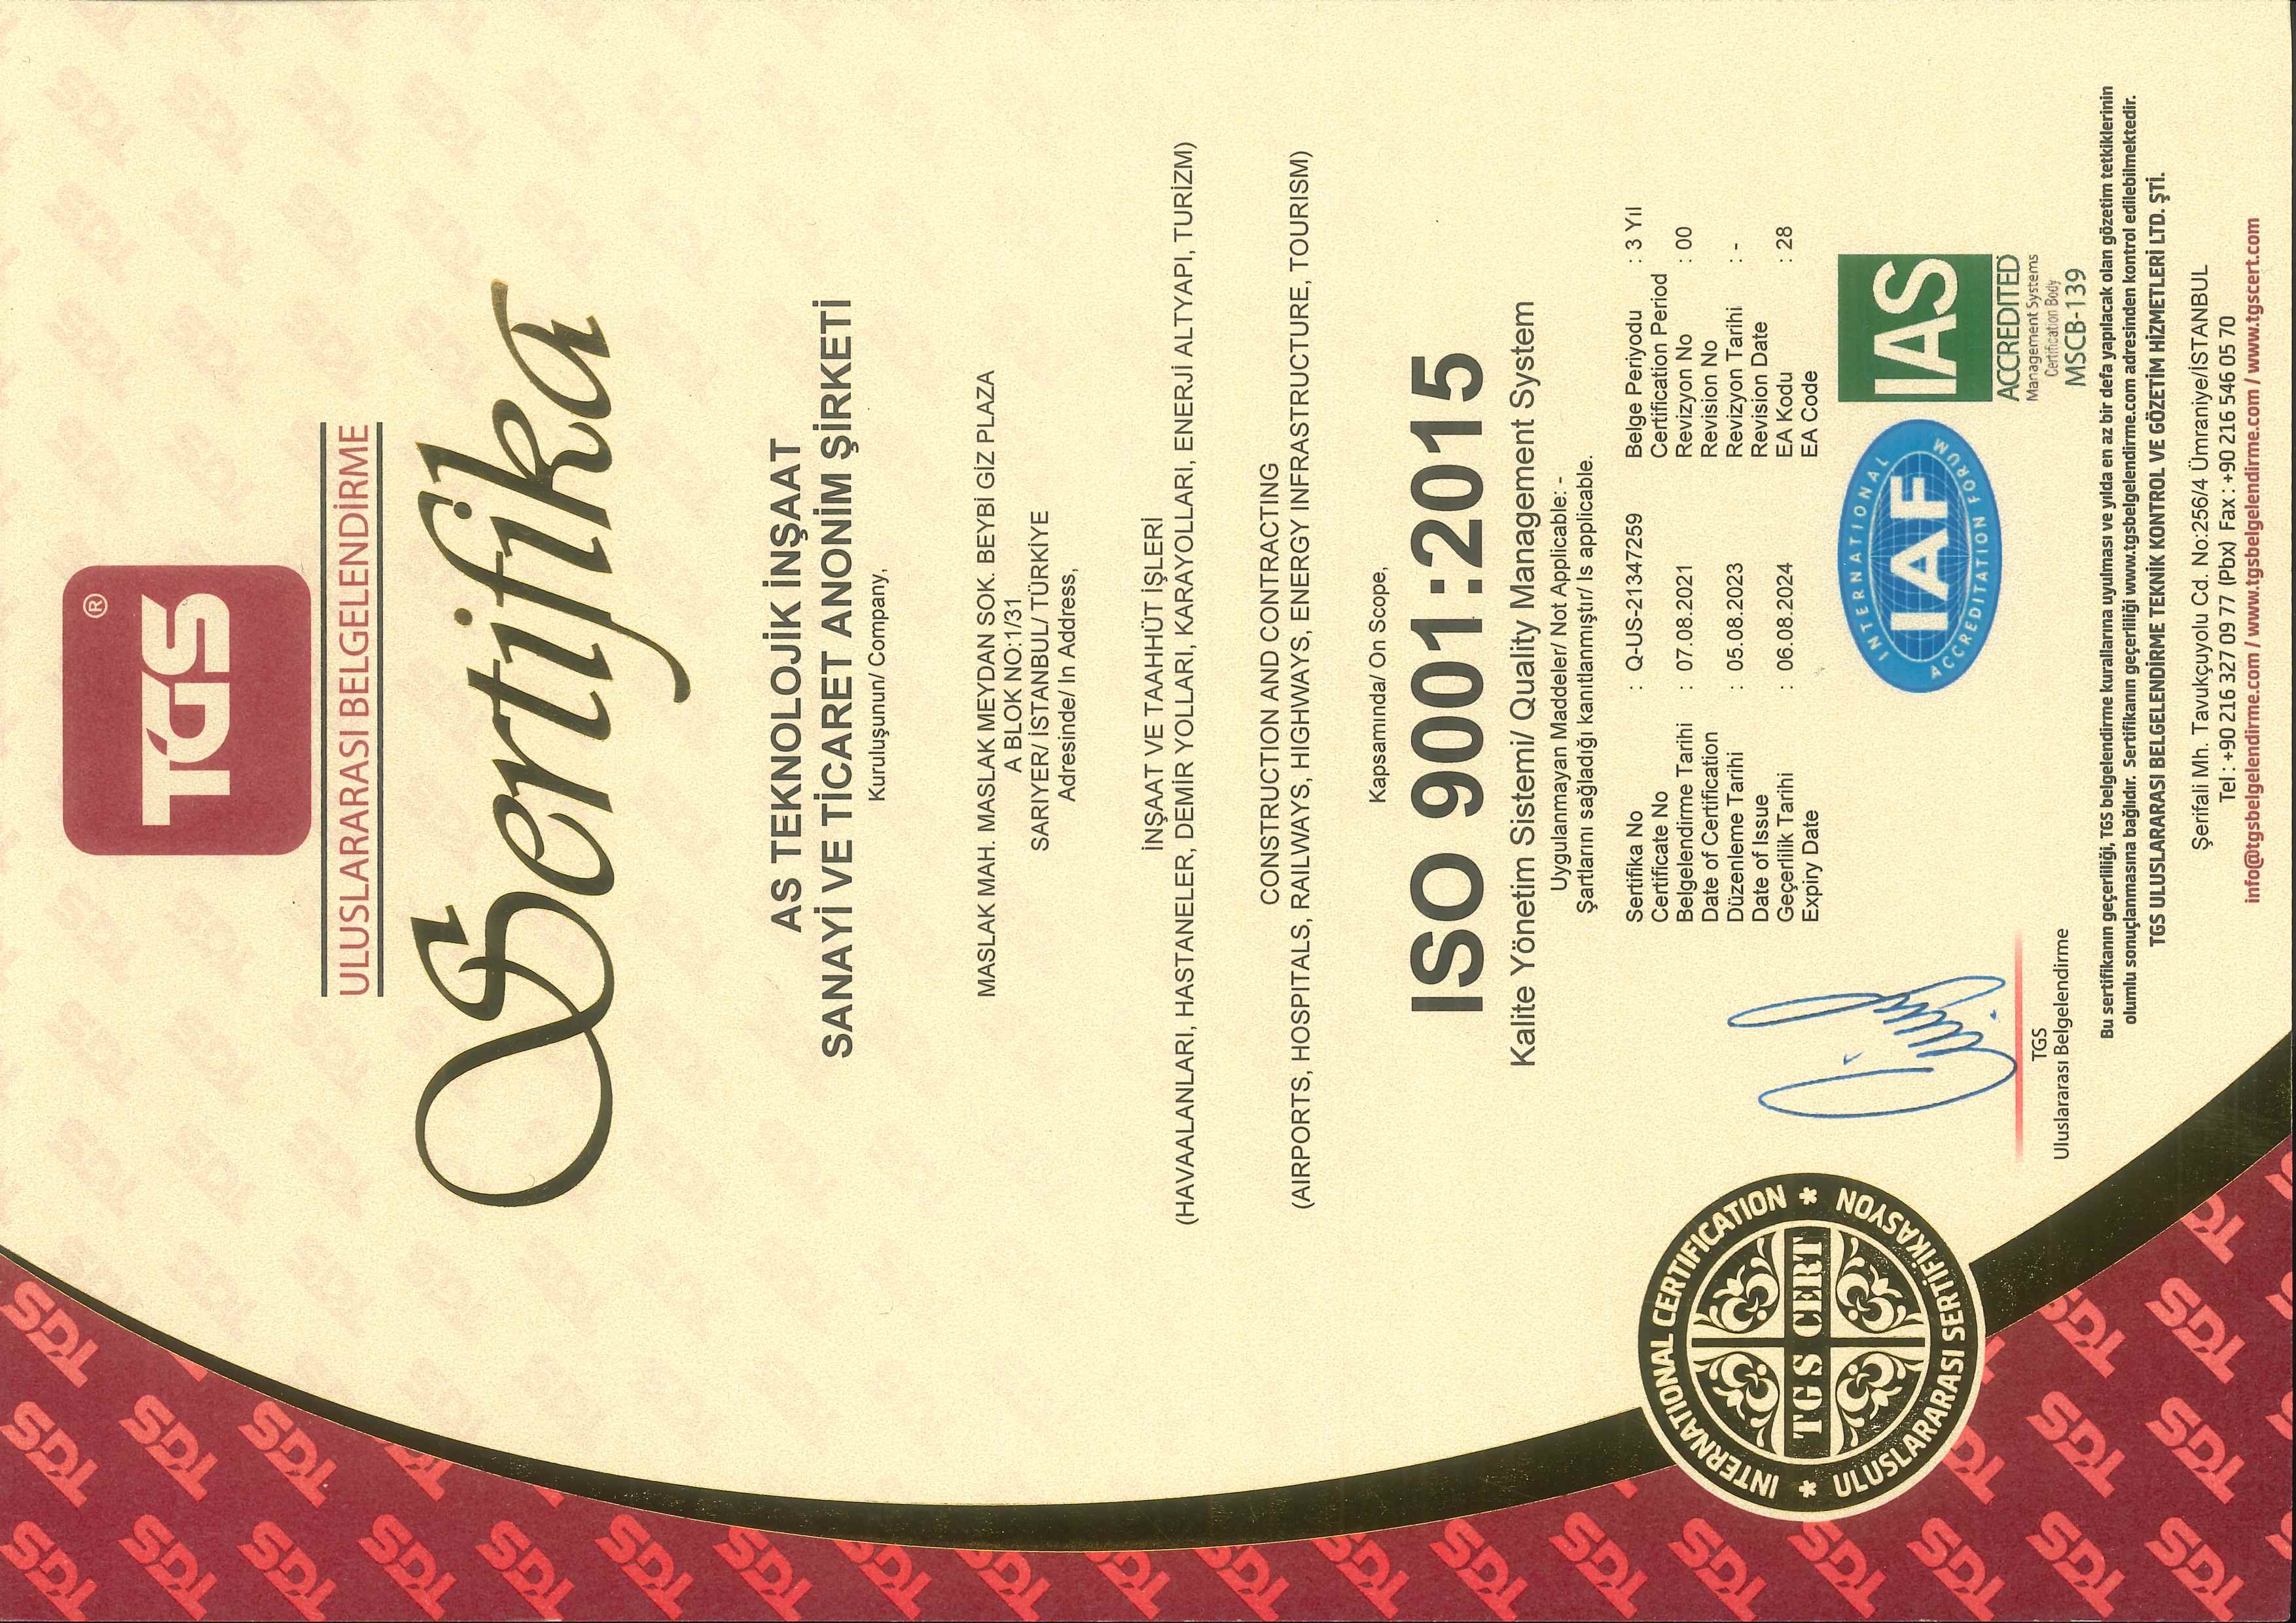 TGS
®
ULUSLARARASI BELGELENDİRME
Sertifika
AS TEKNOLOJİK İNŞAAT
SANAYİ VE TİCARET ANONİM ŞİRKETİ
Kuruluşunun/ Company,
MASLAK MAH. MASLAK MEYDAN SOK. BEYBİ GİZ PLAZA
A BLOK NO:1/31
SARIYER/ İSTANBUL/ TÜRKİYE
Adresinde/ In Address,
İNŞAAT VE TAAHHÜT İŞLERİ
(HAVAALANLARI, HASTANELER, DEMİR YOLLARI, KARAYOLLARI, ENERJİ ALTYAPI, TURİZM)
CONSTRUCTION AND CONTRACTING
(AIRPORTS, HOSPITALS, RAILWAYS, HIGHWAYS, ENERGY INFRASTRUCTURE, TOURISM)
Kapsamında/ On Scope,
ISO 9001:2015
Kalite Yönetim Sistemi/ Quality Management System
Uygulanmayan Maddeler/ Not Applicable: -
Şartlarını sağladığı kanıtlanmıştır/ Is applicable.
Sertifika No : Q-US-21347259
Certificate No
Belgelendirme Tarihi : 07.08.2021
Date of Certification
Düzenleme Tarihi : 05.08.2023
Date of Issue
Geçerlilik Tarihi : 06.08.2024
Expiry Date
Belge Periyodu : 3 Yıl
Certification Period
Revizyon No : 00
Revision No
Revizyon Tarihi : -
Revision Date
EA Kodu : 28
EA Code
INTERNATIONAL CERTIFICATION
TGS CERT
ULUSLARARASI SERTİFİKASYON
TGS
Uluslararası Belgelendirme
INTERNATIONAL
IAF
ACCREDITATION FORUM
IAS
ACCREDITED
Management Systems
Certification Body
MSCB-139
Bu sertifikanın geçerliliği, TGS belgelendirme kurallarına uyulması ve yılda en az bir defa yapılacak olan gözetim tetkiklerinin
olumlu sonuçlanmasına bağlıdır. Sertifikanın geçerliliği www.tgsbelgelendirme.com adresinden kontrol edilebilmektedir.
TGS ULUSLARARASI BELGELENDİRME TEKNİK KONTROL VE GÖZETİM HİZMETLERİ LTD. ŞTİ.
Şerifali Mh. Tavukçuyolu Cd. No:256/4 Ümraniye/İSTANBUL
Tel : +90 216 327 09 77 (Pbx) Fax : +90 216 546 05 70
info@tgsbelgelendirme.com / www.tgsbelgelendirme.com / www.tgscert.com